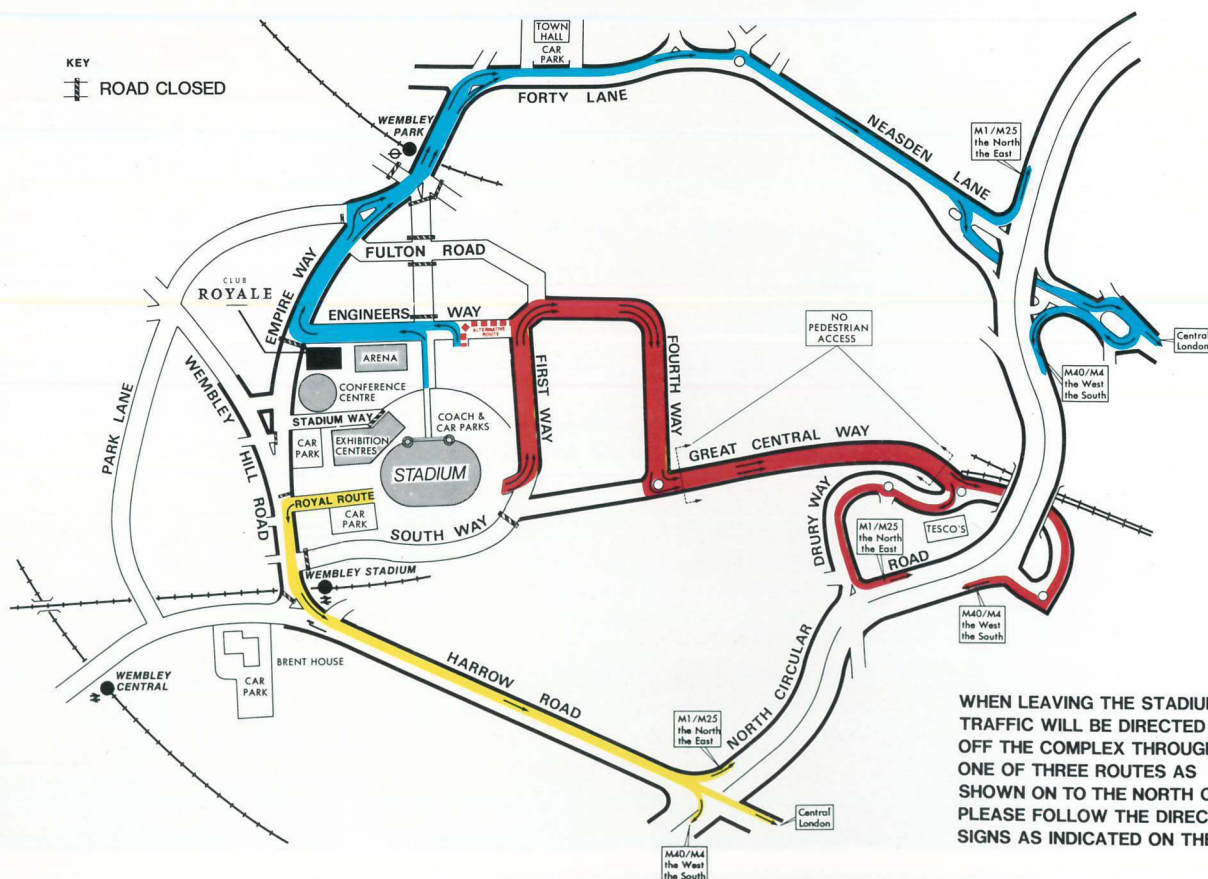 KEY
ROAD CLOSED
TOWN
HALL
CAR
PARK
FORTY LANE
WEMBLEY
PARK
NEASDEN LANE
M1/M25
the North
the East
FULTON ROAD
CLUB
ROYALE
EMPIRE WAY
ENGINEERS WAY
ALTERNATIVE
ROUTE
NO
PEDESTRIAN
ACCESS
Central
London
M40/M4
the West
the South
ARENA
CONFERENCE
CENTRE
FIRST WAY
FOURTH WAY
PARK LANE
WEMBLEY HILL ROAD
STADIUM WAY
CAR
PARK
EXHIBITION
CENTRES
COACH &
CAR PARKS
STADIUM
GREAT CENTRAL WAY
ROYAL ROUTE
CAR
PARK
SOUTH WAY
DRURY WAY
TESCO'S
M1/M25
the North
the East
NORTH CIRCULAR ROAD
M40/M4
the West
the South
WEMBLEY STADIUM
BRENT HOUSE
CAR
PARK
WEMBLEY
CENTRAL
HARROW ROAD
M1/M25
the North
the East
Central
London
M40/M4
the West
the South
WHEN LEAVING THE STADIU
TRAFFIC WILL BE DIRECTED
OFF THE COMPLEX THROUG
ONE OF THREE ROUTES AS
SHOWN ON TO THE NORTH C
PLEASE FOLLOW THE DIREC
SIGNS AS INDICATED ON THE